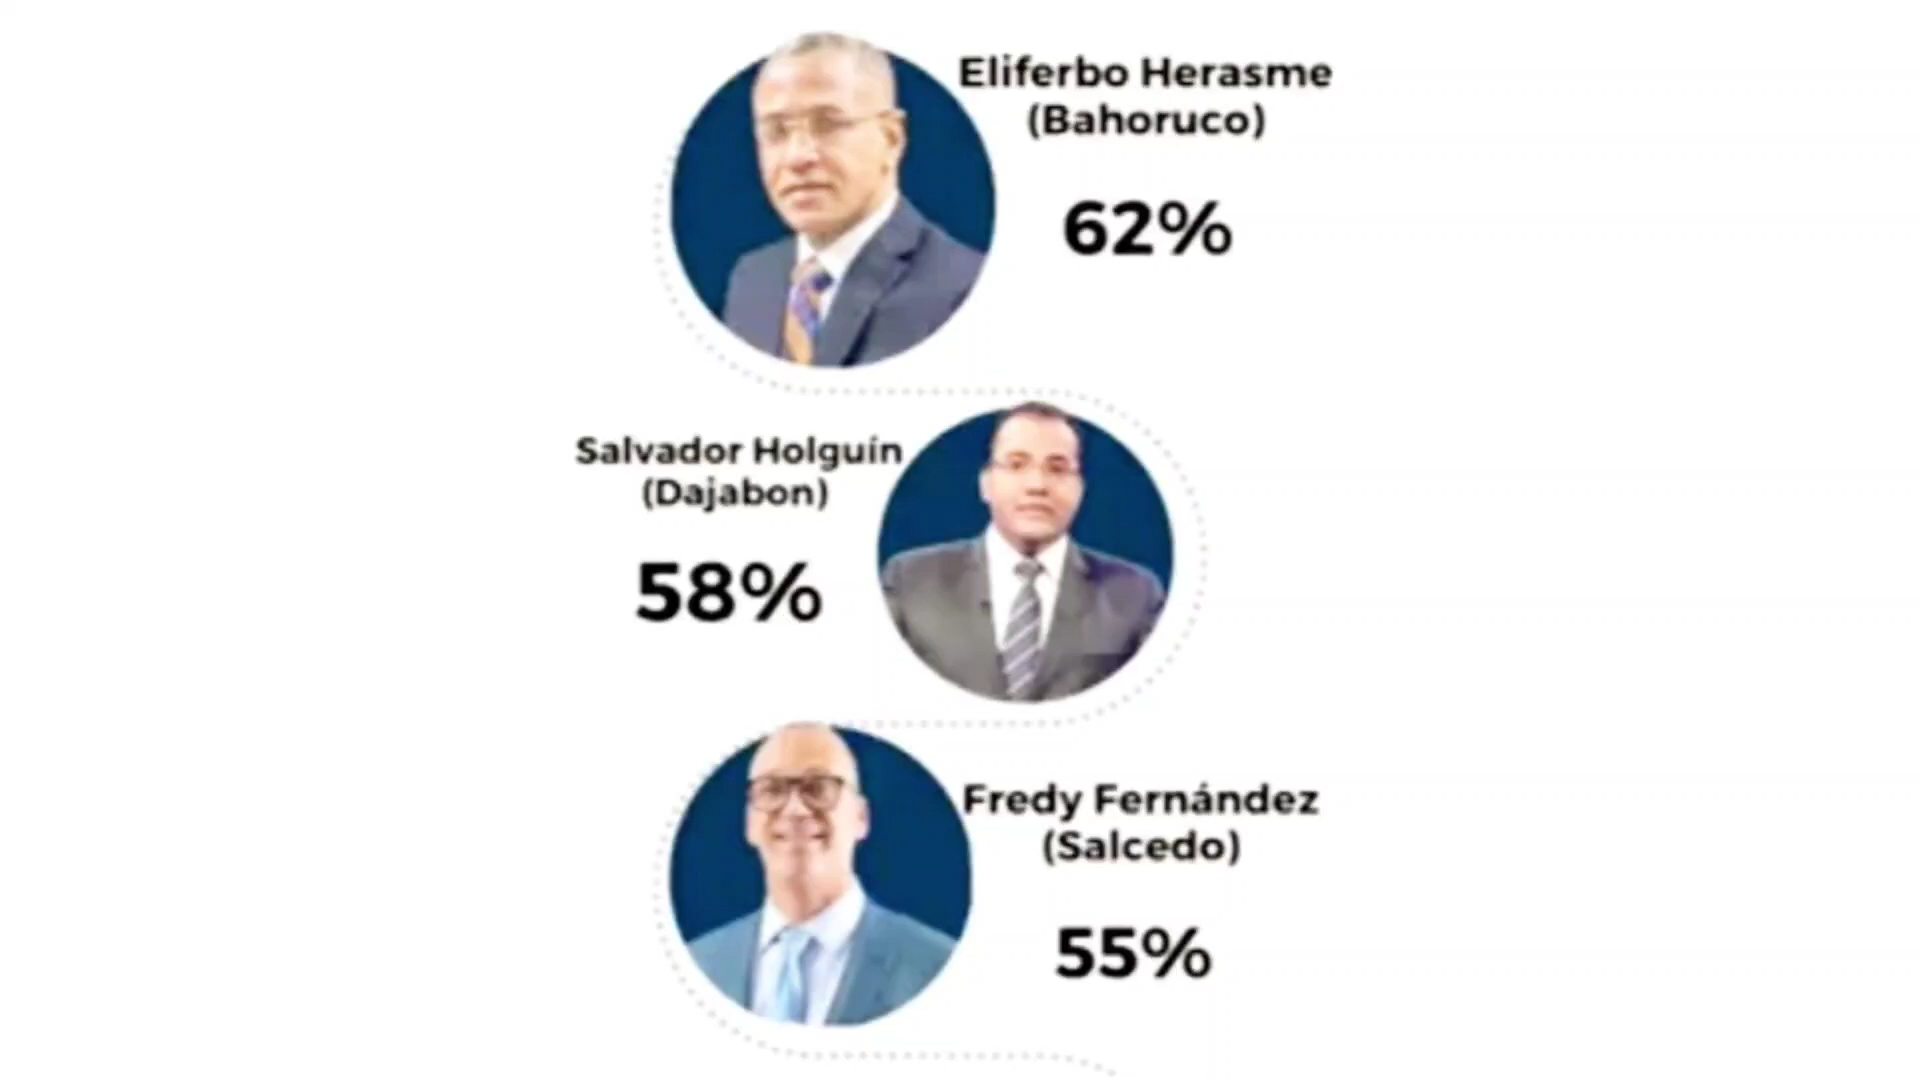 Eliferbo Herasme
(Bahoruco)
62%
Salvador Holguín
(Dajabon)
58%
Fredy Fernández
(Salcedo)
55%